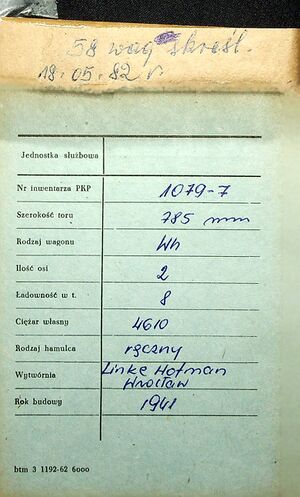 58 wag skreśl.
18.05.82 r
Jednostka służbowa
Nr inwentarza PKP 1079-7
Szerokość toru 785 mm
Rodzaj wagonu Wh
Ilość osi 2
Ładowność w t. 8
Ciężar własny 4610
Rodzaj hamulca ręczny
Wytwórnia Linke Hofman
Wrocław
Rok budowy 1941
btm 3 1192-62 6000